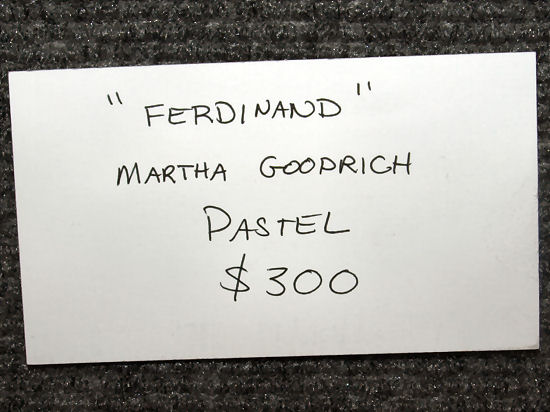 "FERDINAND"
MARTHA GOODRICH
PASTEL
$300